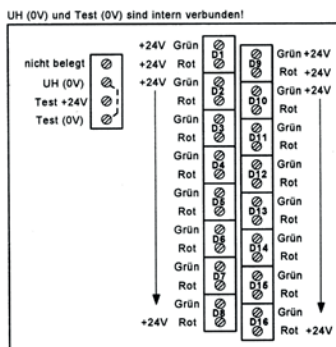 UH (0V) und Test (0V) sind intern verbunden!
nicht belegt
UH (0V)
Test +24V
Test (0V)
+24V Grün D1
+24V Rot
+24V Grün D2
Rot
Grün D3
Rot
Grün D4
Rot
Grün D5
Rot
Grün D6
Rot
Grün D7
Rot
Grün D8
+24V Rot
D9 Grün +24V
Rot +24V
D10 Grün +24V
Rot
D11 Grün
Rot
D12 Grün
Rot
D13 Grün
Rot
D14 Grün
Rot
D15 Grün
Rot
D16 Grün
Rot +24V